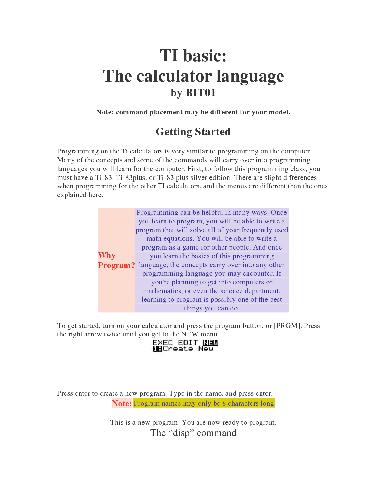 TI basic:
The calculator language
by BIT01
Note: command placement may be different for your model.
Getting Started
Programming on the Ti calculators is very similar to programming on the computer.
Many of the concepts and some of the commands will carry over into a programming
languages you will learn for the computer. First, to follow this programming class, you
must have a Ti 83, Ti 83plus, or Ti 83 plus silver edition. There are slight differences
when programming for the other TI calculators, and the menus are different than the ones
explained here.
Why
Program?
Programming can be helpful in many ways. Once
you learn to program, you will be able to write a
program that will solve all of your frequently used
math equations. You will be able to write a
program as a game for other people. And once
you learn the basics of this programming
language, the concepts carry over into any other
programming language you may encounter. If
you're planning to get into computers or
mathematics, or even the science department,
learning to program is possibly one of the best
things you can do.
To get started, turn on your calculator and press the program button, or [PRGM]. Press
the right arrow twice until you get to the NEW menu.
EXEC EDIT NEW
1:Create New
Press enter to create a new program. Type in the name, and press enter.
Note: Program names may only be 8 characters long
This is a new program. You are now ready to program.
The "disp" command